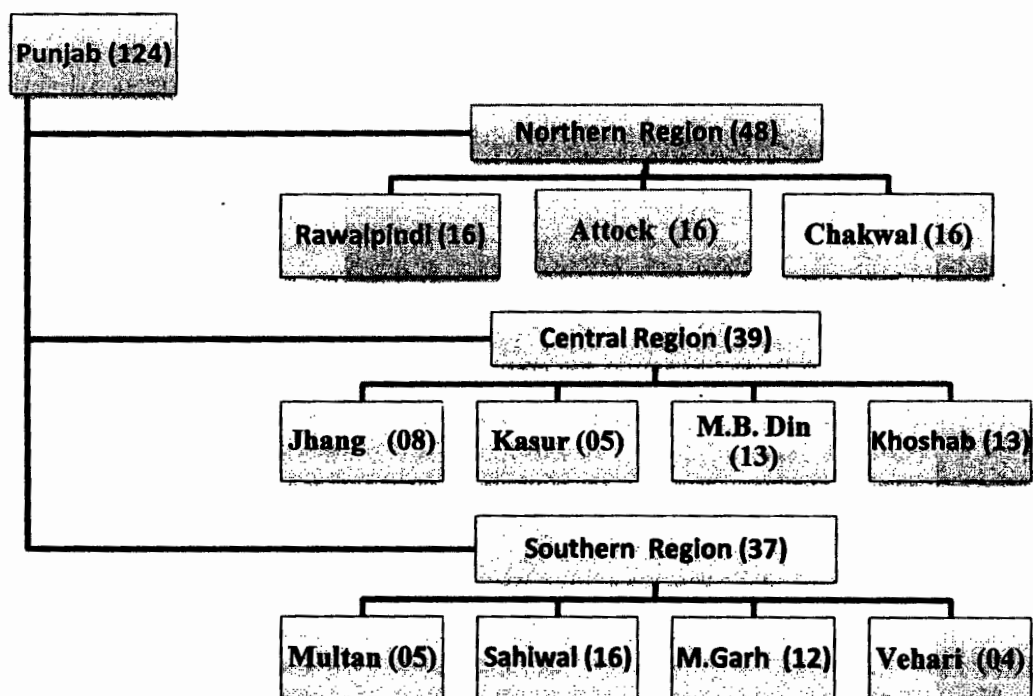 Punjab (124)
Northern Region (48)
Rawalpindi (16)
Attock (16)
Chakwal (16)
Central Region (39)
Jhang (08)
Kasur (05)
M.B. Din
(13)
Khoshab (13)
Southern Region (37)
Multan (05)
Sahiwal (16)
M.Garh (12)
Vehari (04)